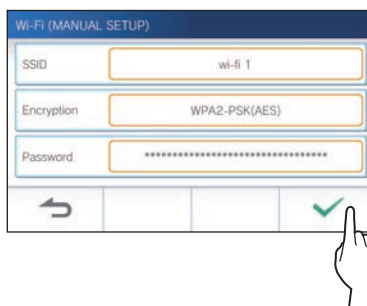 Wi-Fi (MANUAL SETUP)
SSID wi-fi 1
Encryption WPA2-PSK(AES)
Password **********************************